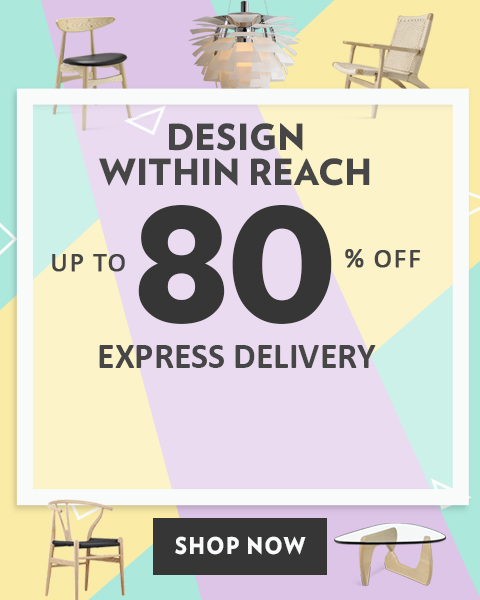 DESIGN
WITHIN REACH
UP TO 80 % OFF
EXPRESS DELIVERY
SHOP NOW